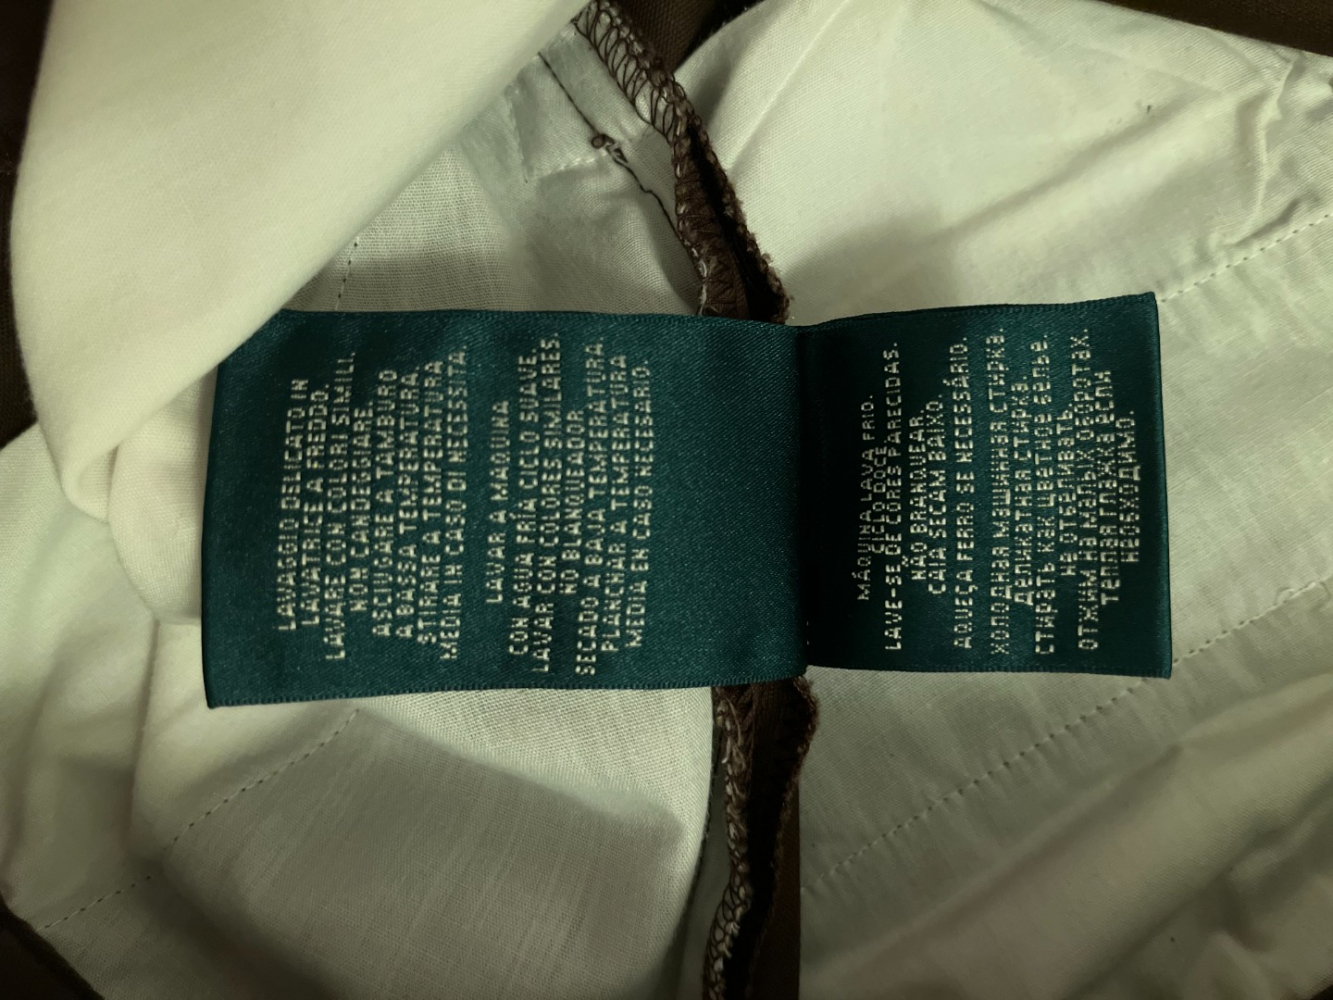 LAVAGGIO DELICATO IN
LAVATRICE A FREDDO.
LAVARE CON COLORI SIMILI.
NON CANDEGGIARE.
ASCIUGARE A TAMBURO
A BASSA TEMPERATURA.
STIRARE A TEMPERATURA
MEDIA IN CASO DI NECESSITA.
LAVAR A MAQUINA
CON AGUA FRÍA CICLO SUAVE.
LAVAR CON COLORES SIMILARES.
NO BLANQUEADOR
SECADO A BAJA TEMPERATURA.
PLANCHAR A TEMPERATURA
MEDIA EN CASO NECESARIO.
MÁQUINA LAVA FRIO.
CICLO DOCE
LAVE-SE DE CORES PARECIDAS.
NÃO BRANQUEAR.
CAIA SECAM BAIXO.
AQUEÇA FERRO SE NECESSÁRIO.
ХОЛОДНАЯ МАШИННАЯ СТИРКА.
ДЕЛИКАТНАЯ СТИРКА.
СТИРАТЬ КАК ЦВЕТНОЕ БЕЛЬЕ.
НЕ ОТБЕЛИВАТЬ.
ОТЖИМ НА МАЛЫХ ОБОРОТАХ.
ТЕПЛАЯ ГЛАЖКА ЕСЛИ
НЕОБХОДИМО.